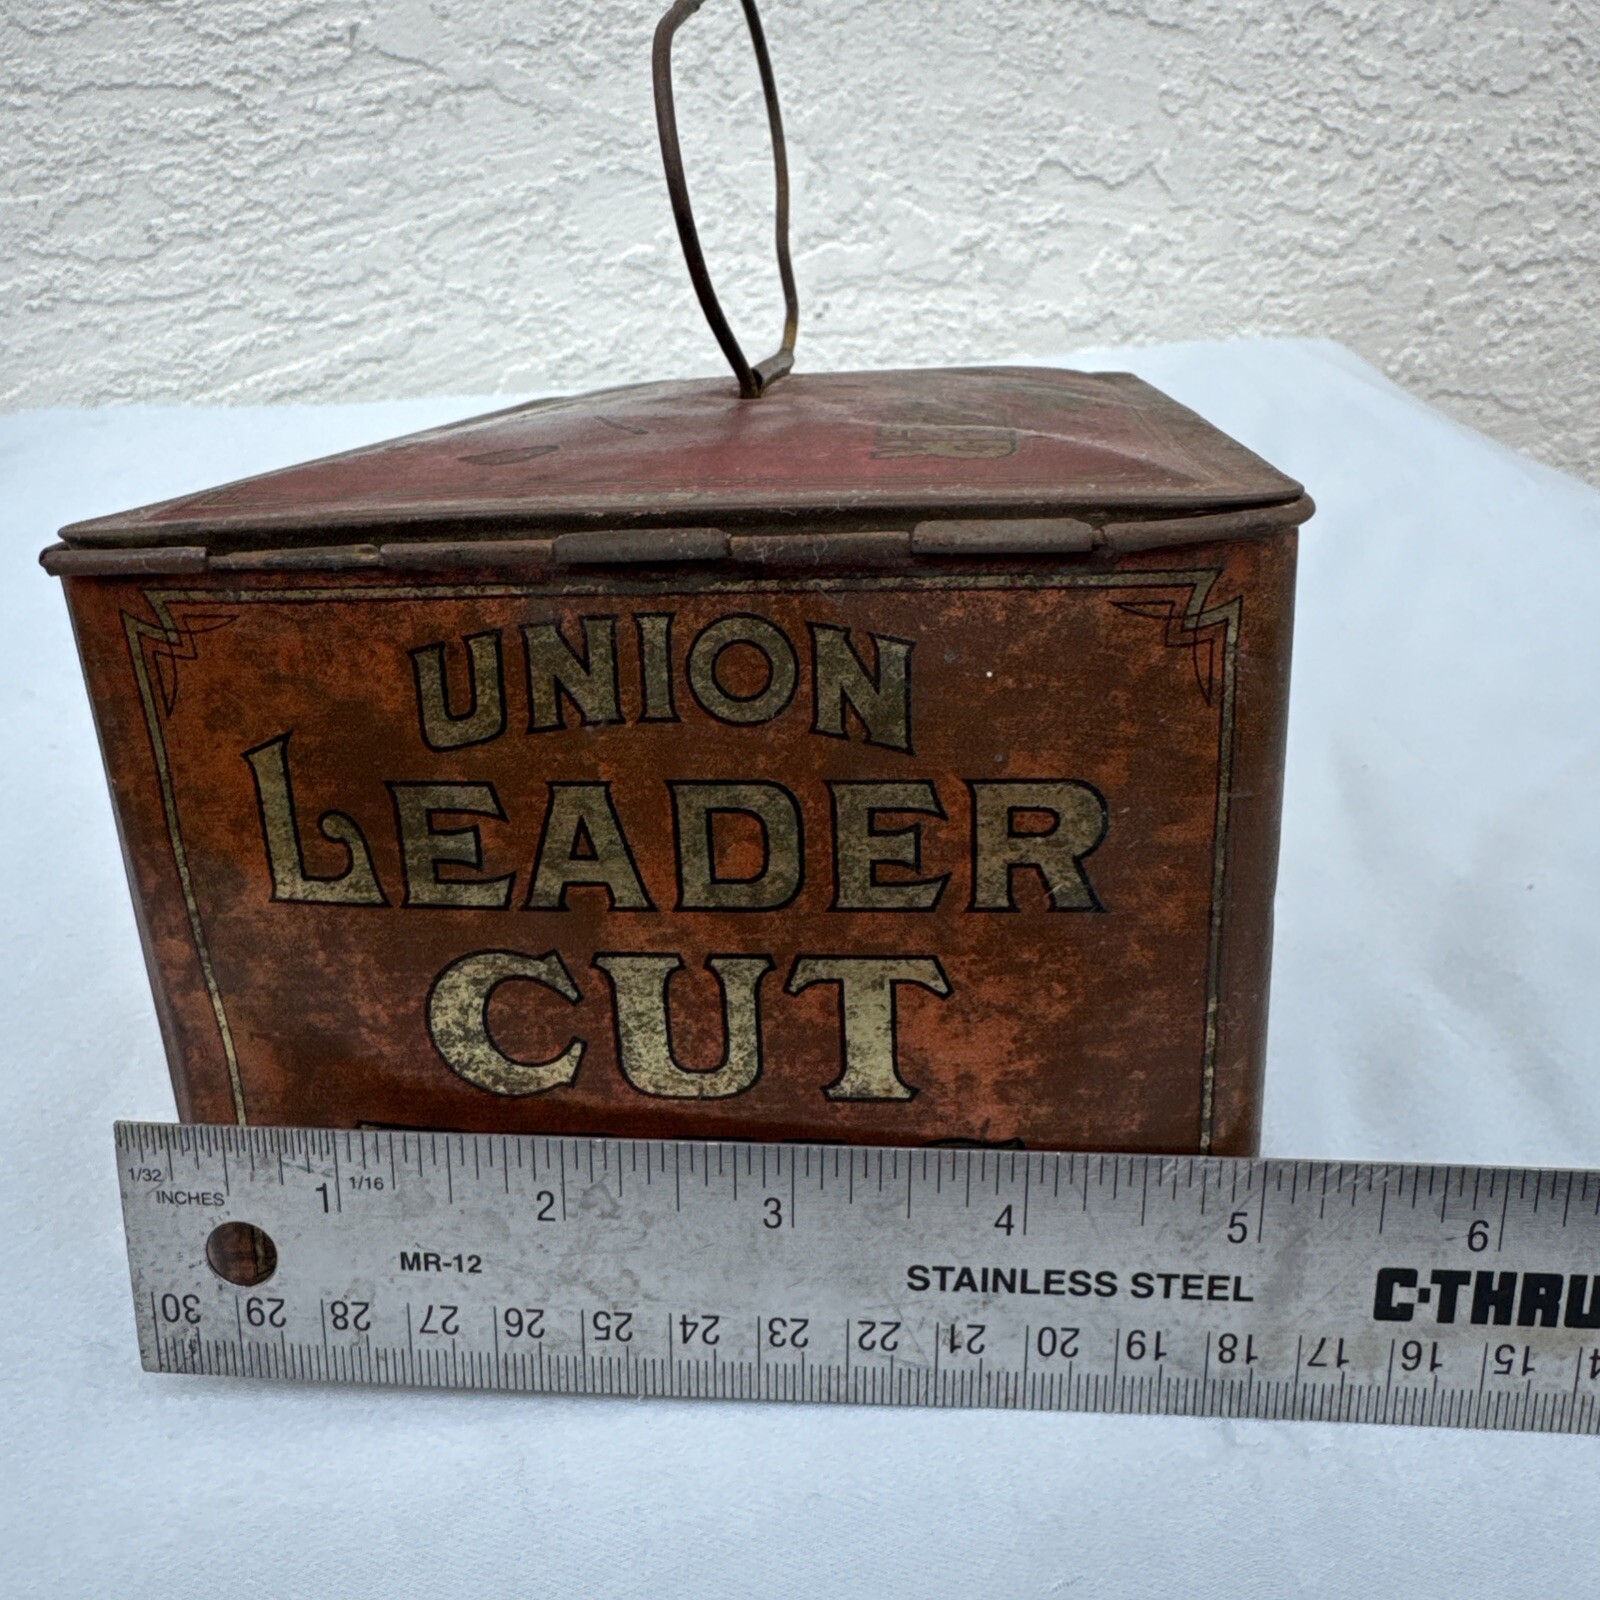 UNION
LEADER
CUT
1/32
INCHES
1 1/16 2 3 4 5 6
MR-12
STAINLESS STEEL
C-THRU
30 29 28 27 26 25 24 23 22 21 20 19 18 17 16 15